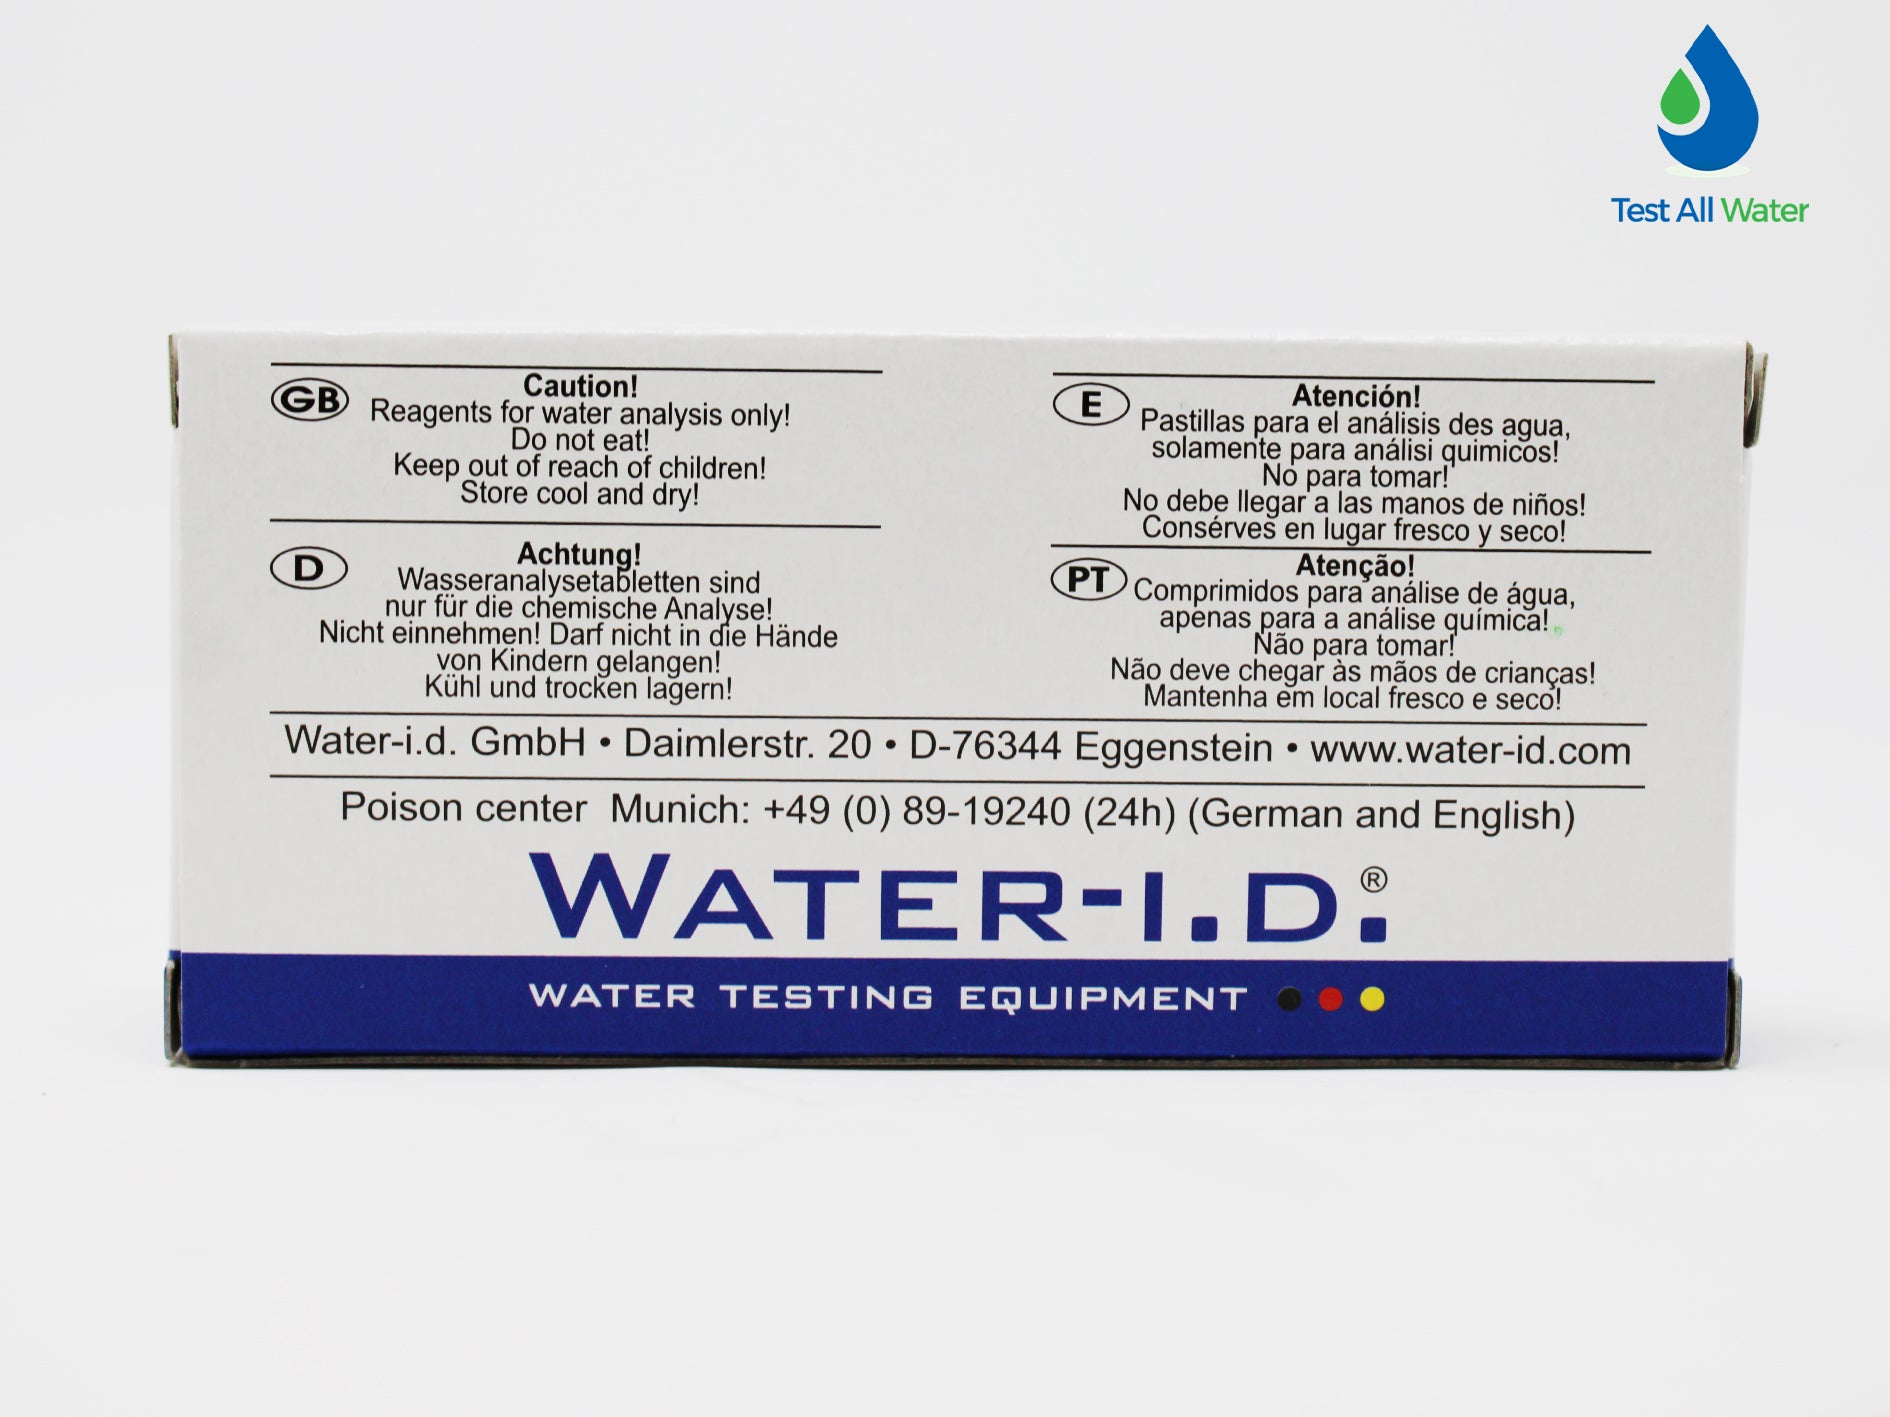 Test All Water
GB
Caution!
Reagents for water analysis only!
Do not eat!
Keep out of reach of children!
Store cool and dry!
D
Achtung!
Wasseranalysetabletten sind
nur für die chemische Analyse!
Nicht einnehmen! Darf nicht in die Hände
von Kindern gelangen!
Kühl und trocken lagern!
E
Atención!
Pastillas para el análisis des agua,
solamente para análisi quimicos!
No para tomar!
No debe llegar a las manos de niños!
Consérves en lugar fresco y seco!
PT
Atenção!
Comprimidos para análise de água,
apenas para a análise química!
Não para tomar!
Não deve chegar às mãos de crianças!
Mantenha em local fresco e seco!
Water-i.d. GmbH • Daimlerstr. 20 • D-76344 Eggenstein • www.water-id.com
Poison center Munich: +49 (0) 89-19240 (24h) (German and English)
WATER-I.D.®
WATER TESTING EQUIPMENT